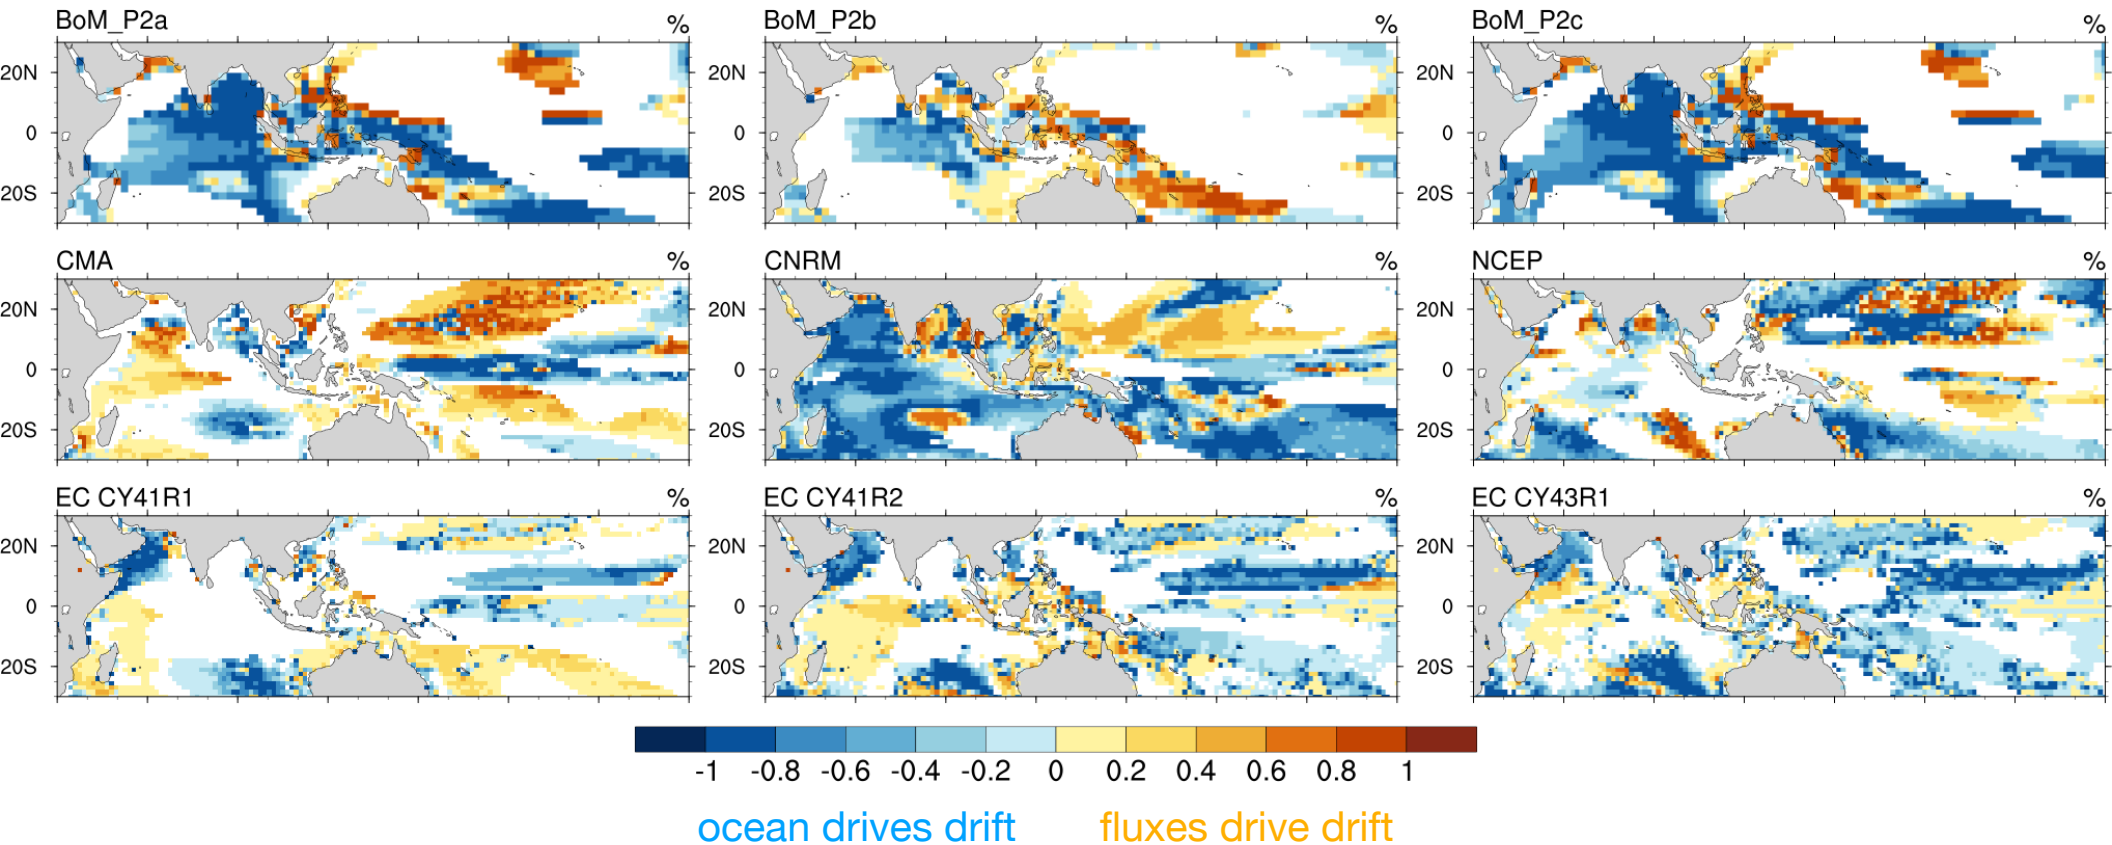 BoM_P2a % BoM_P2b % BoM_P2c %
20N 20N 20N
0 0 0
20S 20S 20S
CMA % CNRM % NCEP %
20N 20N 20N
0 0 0
20S 20S 20S
EC CY41R1 % EC CY41R2 % EC CY43R1 %
20N 20N 20N
0 0 0
20S 20S 20S
-1 -0.8 -0.6 -0.4 -0.2 0 0.2 0.4 0.6 0.8 1
ocean drives drift fluxes drive drift